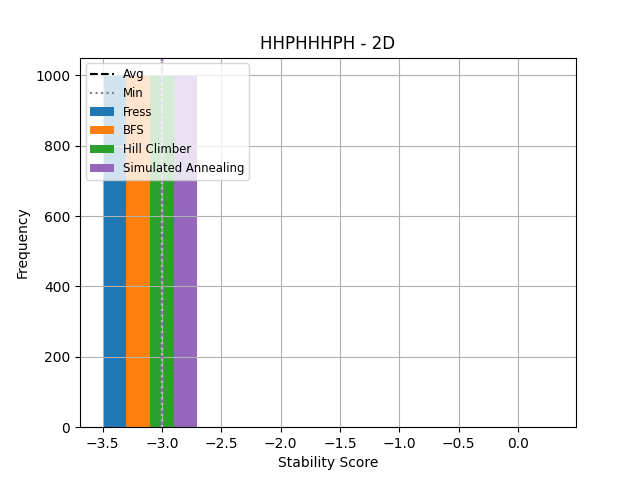 HHPHHHPH - 2D
Avg
Min
Fress
BFS
Hill Climber
Simulated Annealing
1000
800
600
400
200
0
Frequency
−3.5 −3.0 −2.5 −2.0 −1.5 −1.0 −0.5 0.0
Stability Score